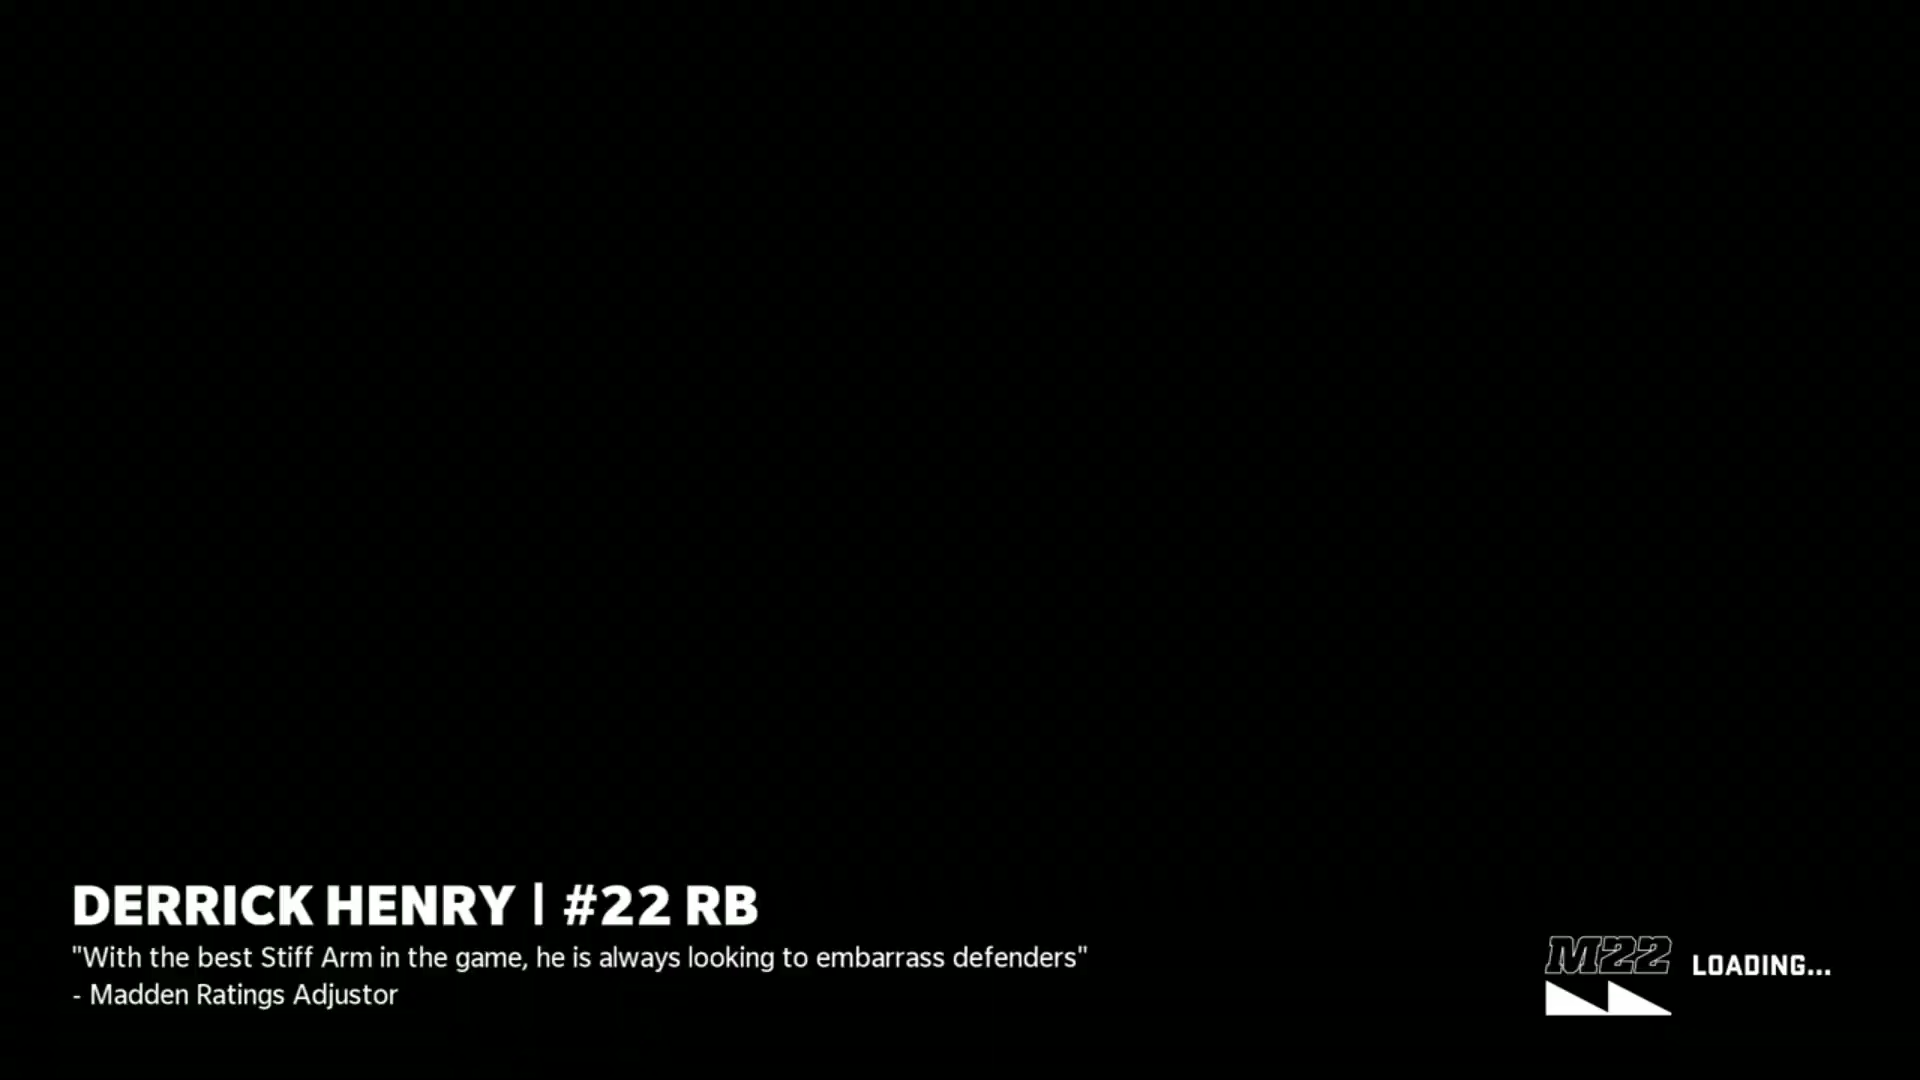 DERRICK HENRY | #22 RB
"With the best Stiff Arm in the game, he is always looking to embarrass defenders"
- Madden Ratings Adjustor
M22
LOADING...